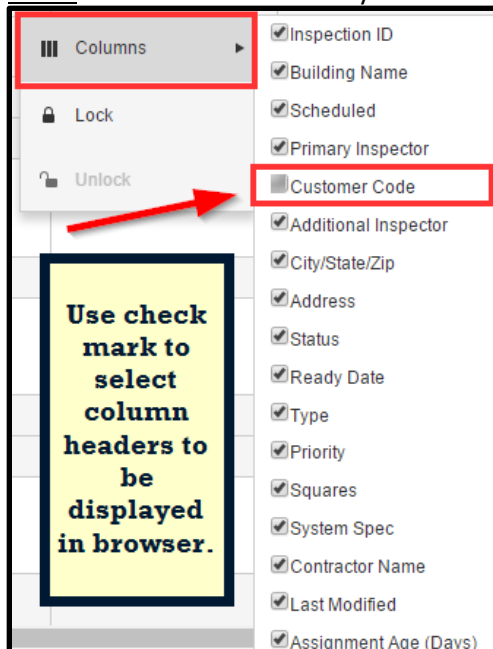 Columns
Lock
Unlock
Inspection ID
Building Name
Scheduled
Primary Inspector
Customer Code
Additional Inspector
City/State/Zip
Address
Status
Ready Date
Type
Priority
Squares
System Spec
Contractor Name
Last Modified
Assignment Age (Days)
Use check
mark to
select
column
headers to
be
displayed
in browser.